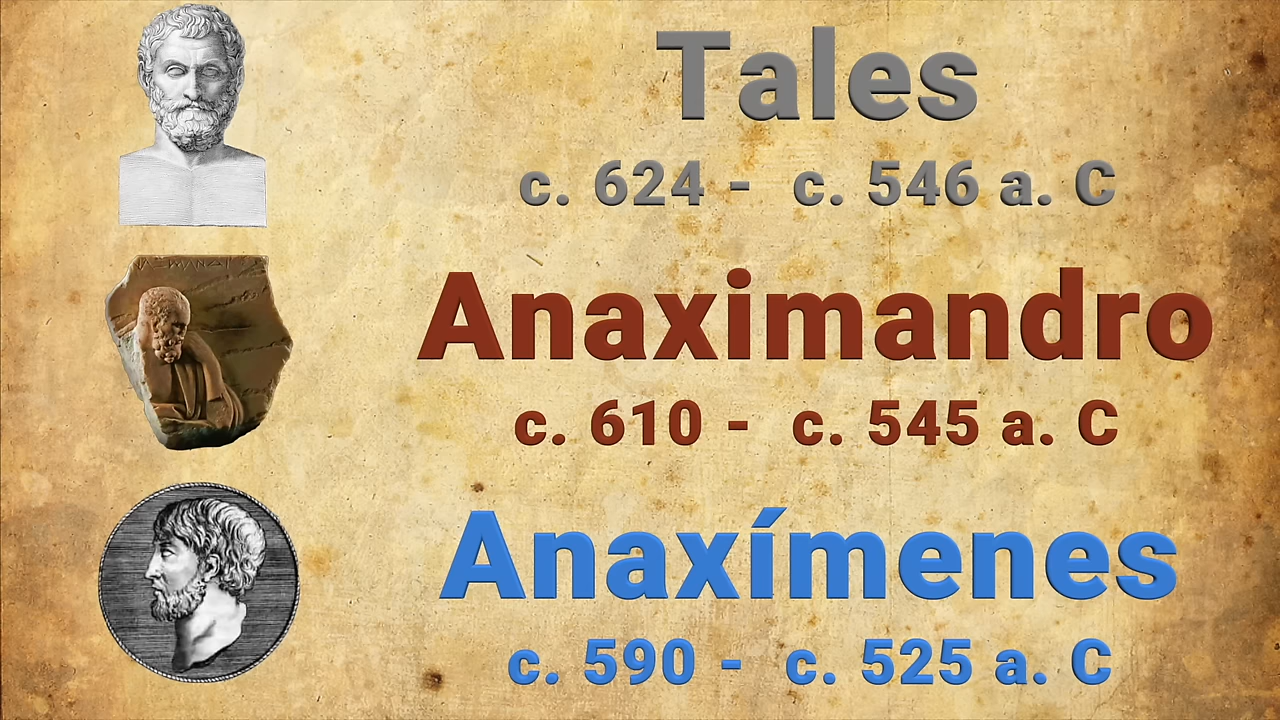 Tales
c. 624 - c. 546 a. C
Anaximandro
c. 610 - c. 545 a. C
Anaxímenes
c. 590 - c. 525 a. C